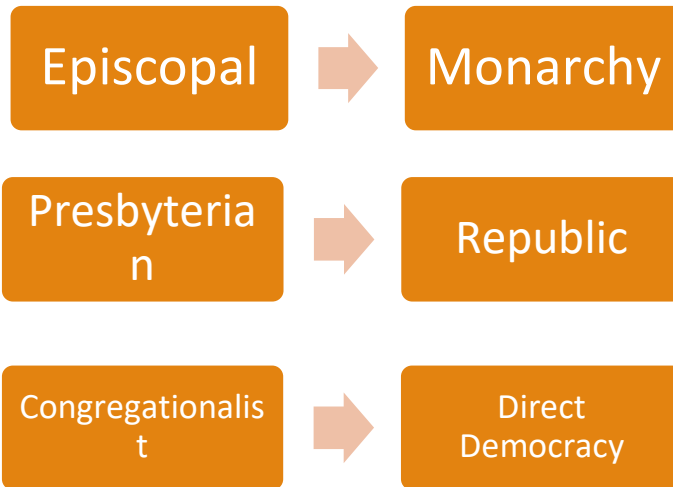 Episcopal
Monarchy
Presbyteria
n
Republic
Congregationalis
t
Direct
Democracy